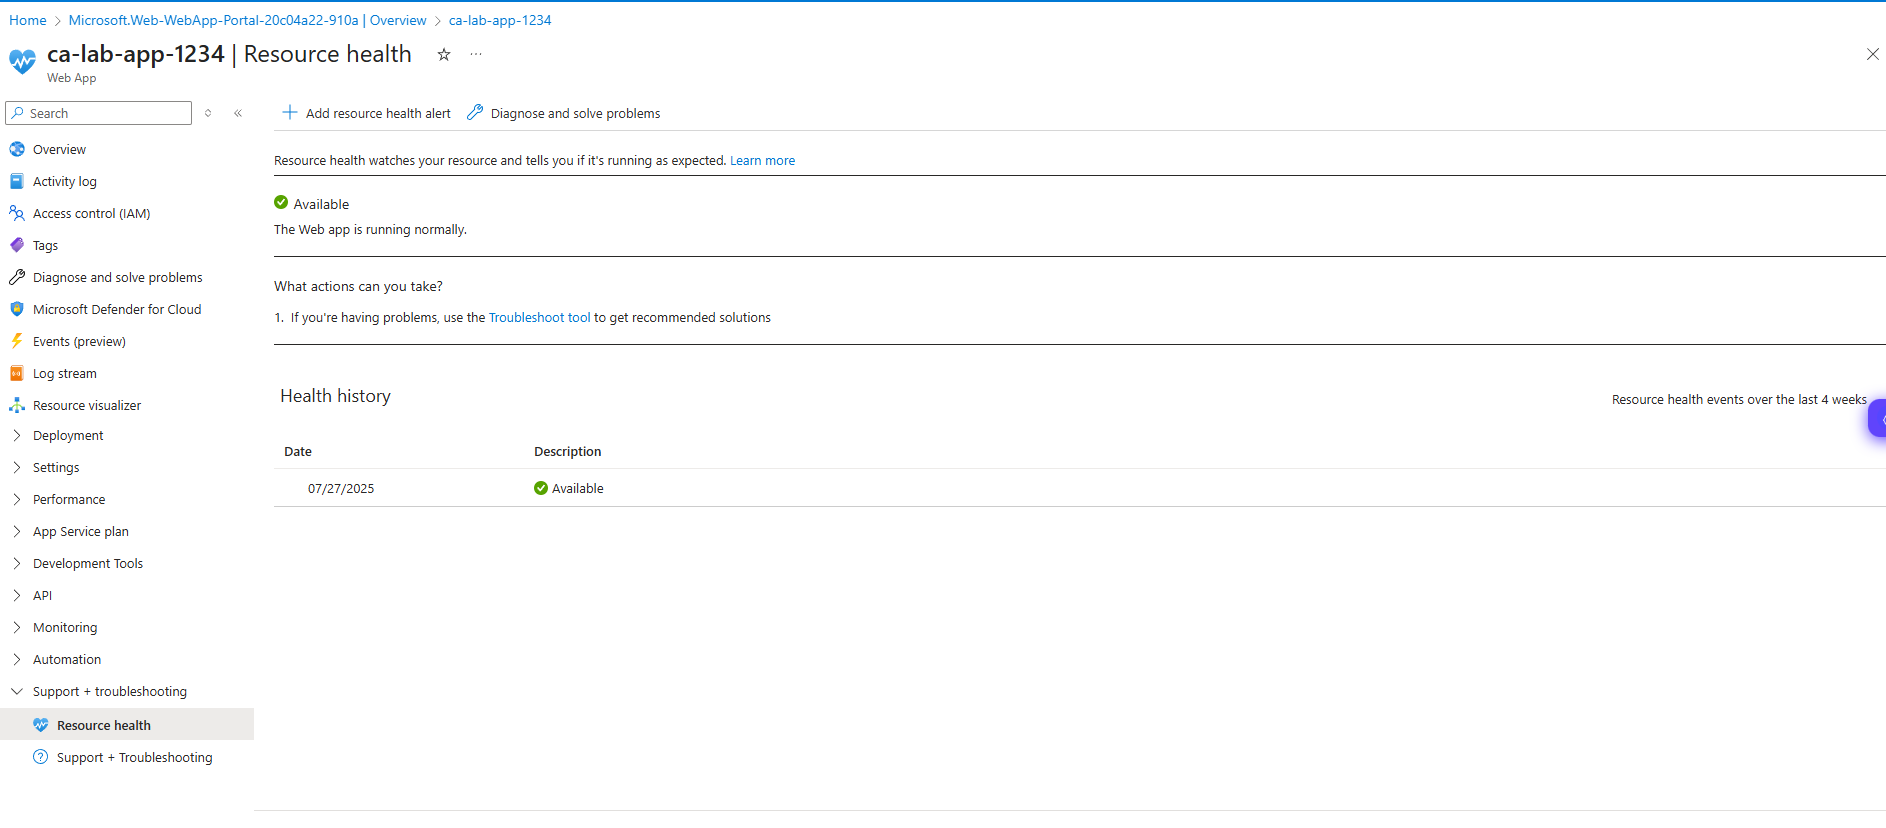 Home > Microsoft.Web-WebApp-Portal-20c04a22-910a | Overview > ca-lab-app-1234
ca-lab-app-1234 | Resource health
Web App
Search
Overview
Activity log
Access control (IAM)
Tags
Diagnose and solve problems
Microsoft Defender for Cloud
Events (preview)
Log stream
Resource visualizer
Deployment
Settings
Performance
App Service plan
Development Tools
API
Monitoring
Automation
Support + troubleshooting
Resource health
Support + Troubleshooting
Add resource health alert Diagnose and solve problems
Resource health watches your resource and tells you if it's running as expected. Learn more
Available
The Web app is running normally.
What actions can you take?
1. If you're having problems, use the Troubleshoot tool to get recommended solutions
Health history
Resource health events over the last 4 weeks
Date Description
07/27/2025 Available